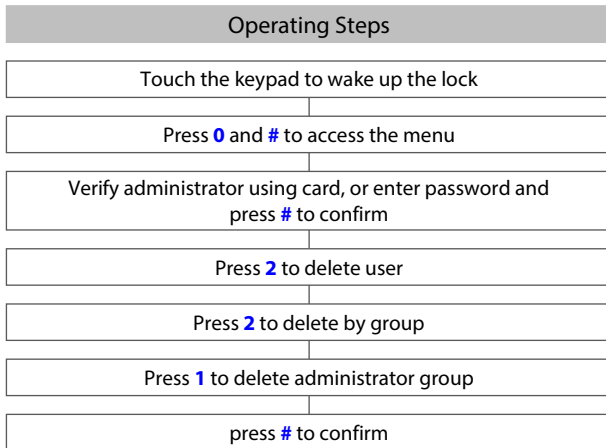 Operating Steps
Touch the keypad to wake up the lock
Press 0 and # to access the menu
Verify administrator using card, or enter password and
press # to confirm
Press 2 to delete user
Press 2 to delete by group
Press 1 to delete administrator group
press # to confirm